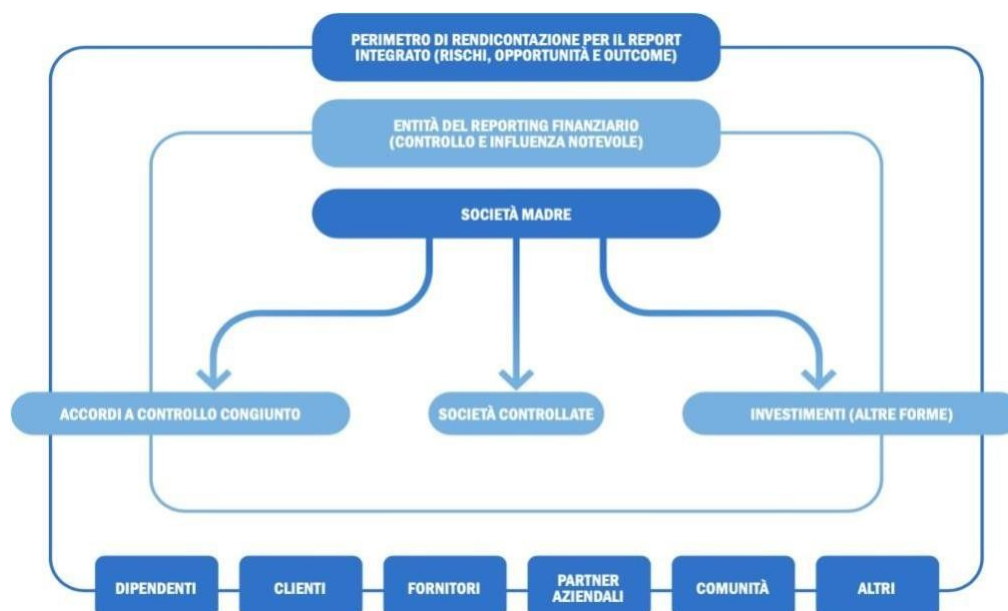 PERIMETRO DI RENDICONTAZIONE PER IL REPORT
INTEGRATO (RISCHI, OPPORTUNITÀ E OUTCOME)
ENTITÀ DEL REPORTING FINANZIARIO
(CONTROLLO E INFLUENZA NOTEVOLE)
SOCIETÀ MADRE
ACCORDI A CONTROLLO CONGIUNTO
SOCIETÀ CONTROLLATE
INVESTIMENTI (ALTRE FORME)
DIPENDENTI
CLIENTI
FORNITORI
PARTNER
AZIENDALI
COMUNITÀ
ALTRI